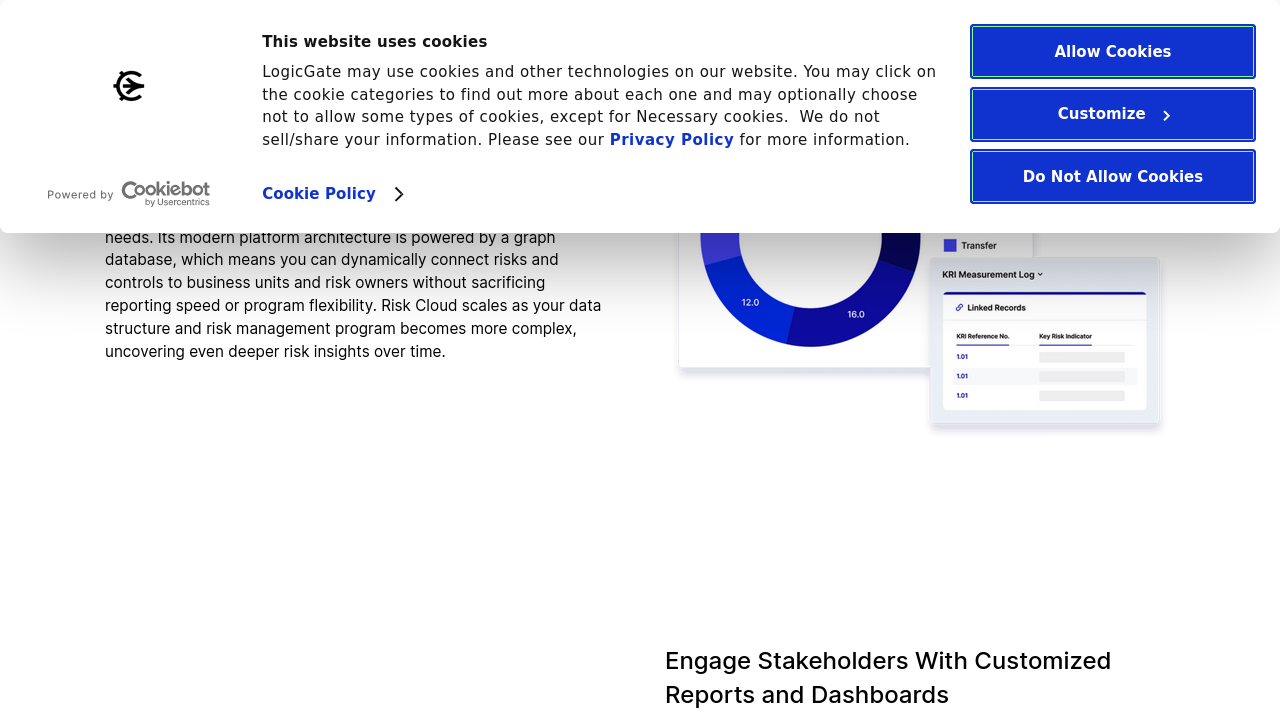 This website uses cookies
LogicGate may use cookies and other technologies on our website. You may click on
the cookie categories to find out more about each one and may optionally choose
not to allow some types of cookies, except for Necessary cookies.  We do not
sell/share your information. Please see our Privacy Policy for more information.
Powered by Cookiebot
by Usercentrics
Cookie Policy
Allow Cookies
Customize
Do Not Allow Cookies
needs. Its modern platform architecture is powered by a graph
database, which means you can dynamically connect risks and
controls to business units and risk owners without sacrificing
reporting speed or program flexibility. Risk Cloud scales as your data
structure and risk management program becomes more complex,
uncovering even deeper risk insights over time.
12.0
16.0
Transfer
KRI Measurement Log
Linked Records
KRI Reference No. Key Risk Indicator
1.01
1.01
1.01
Engage Stakeholders With Customized
Reports and Dashboards